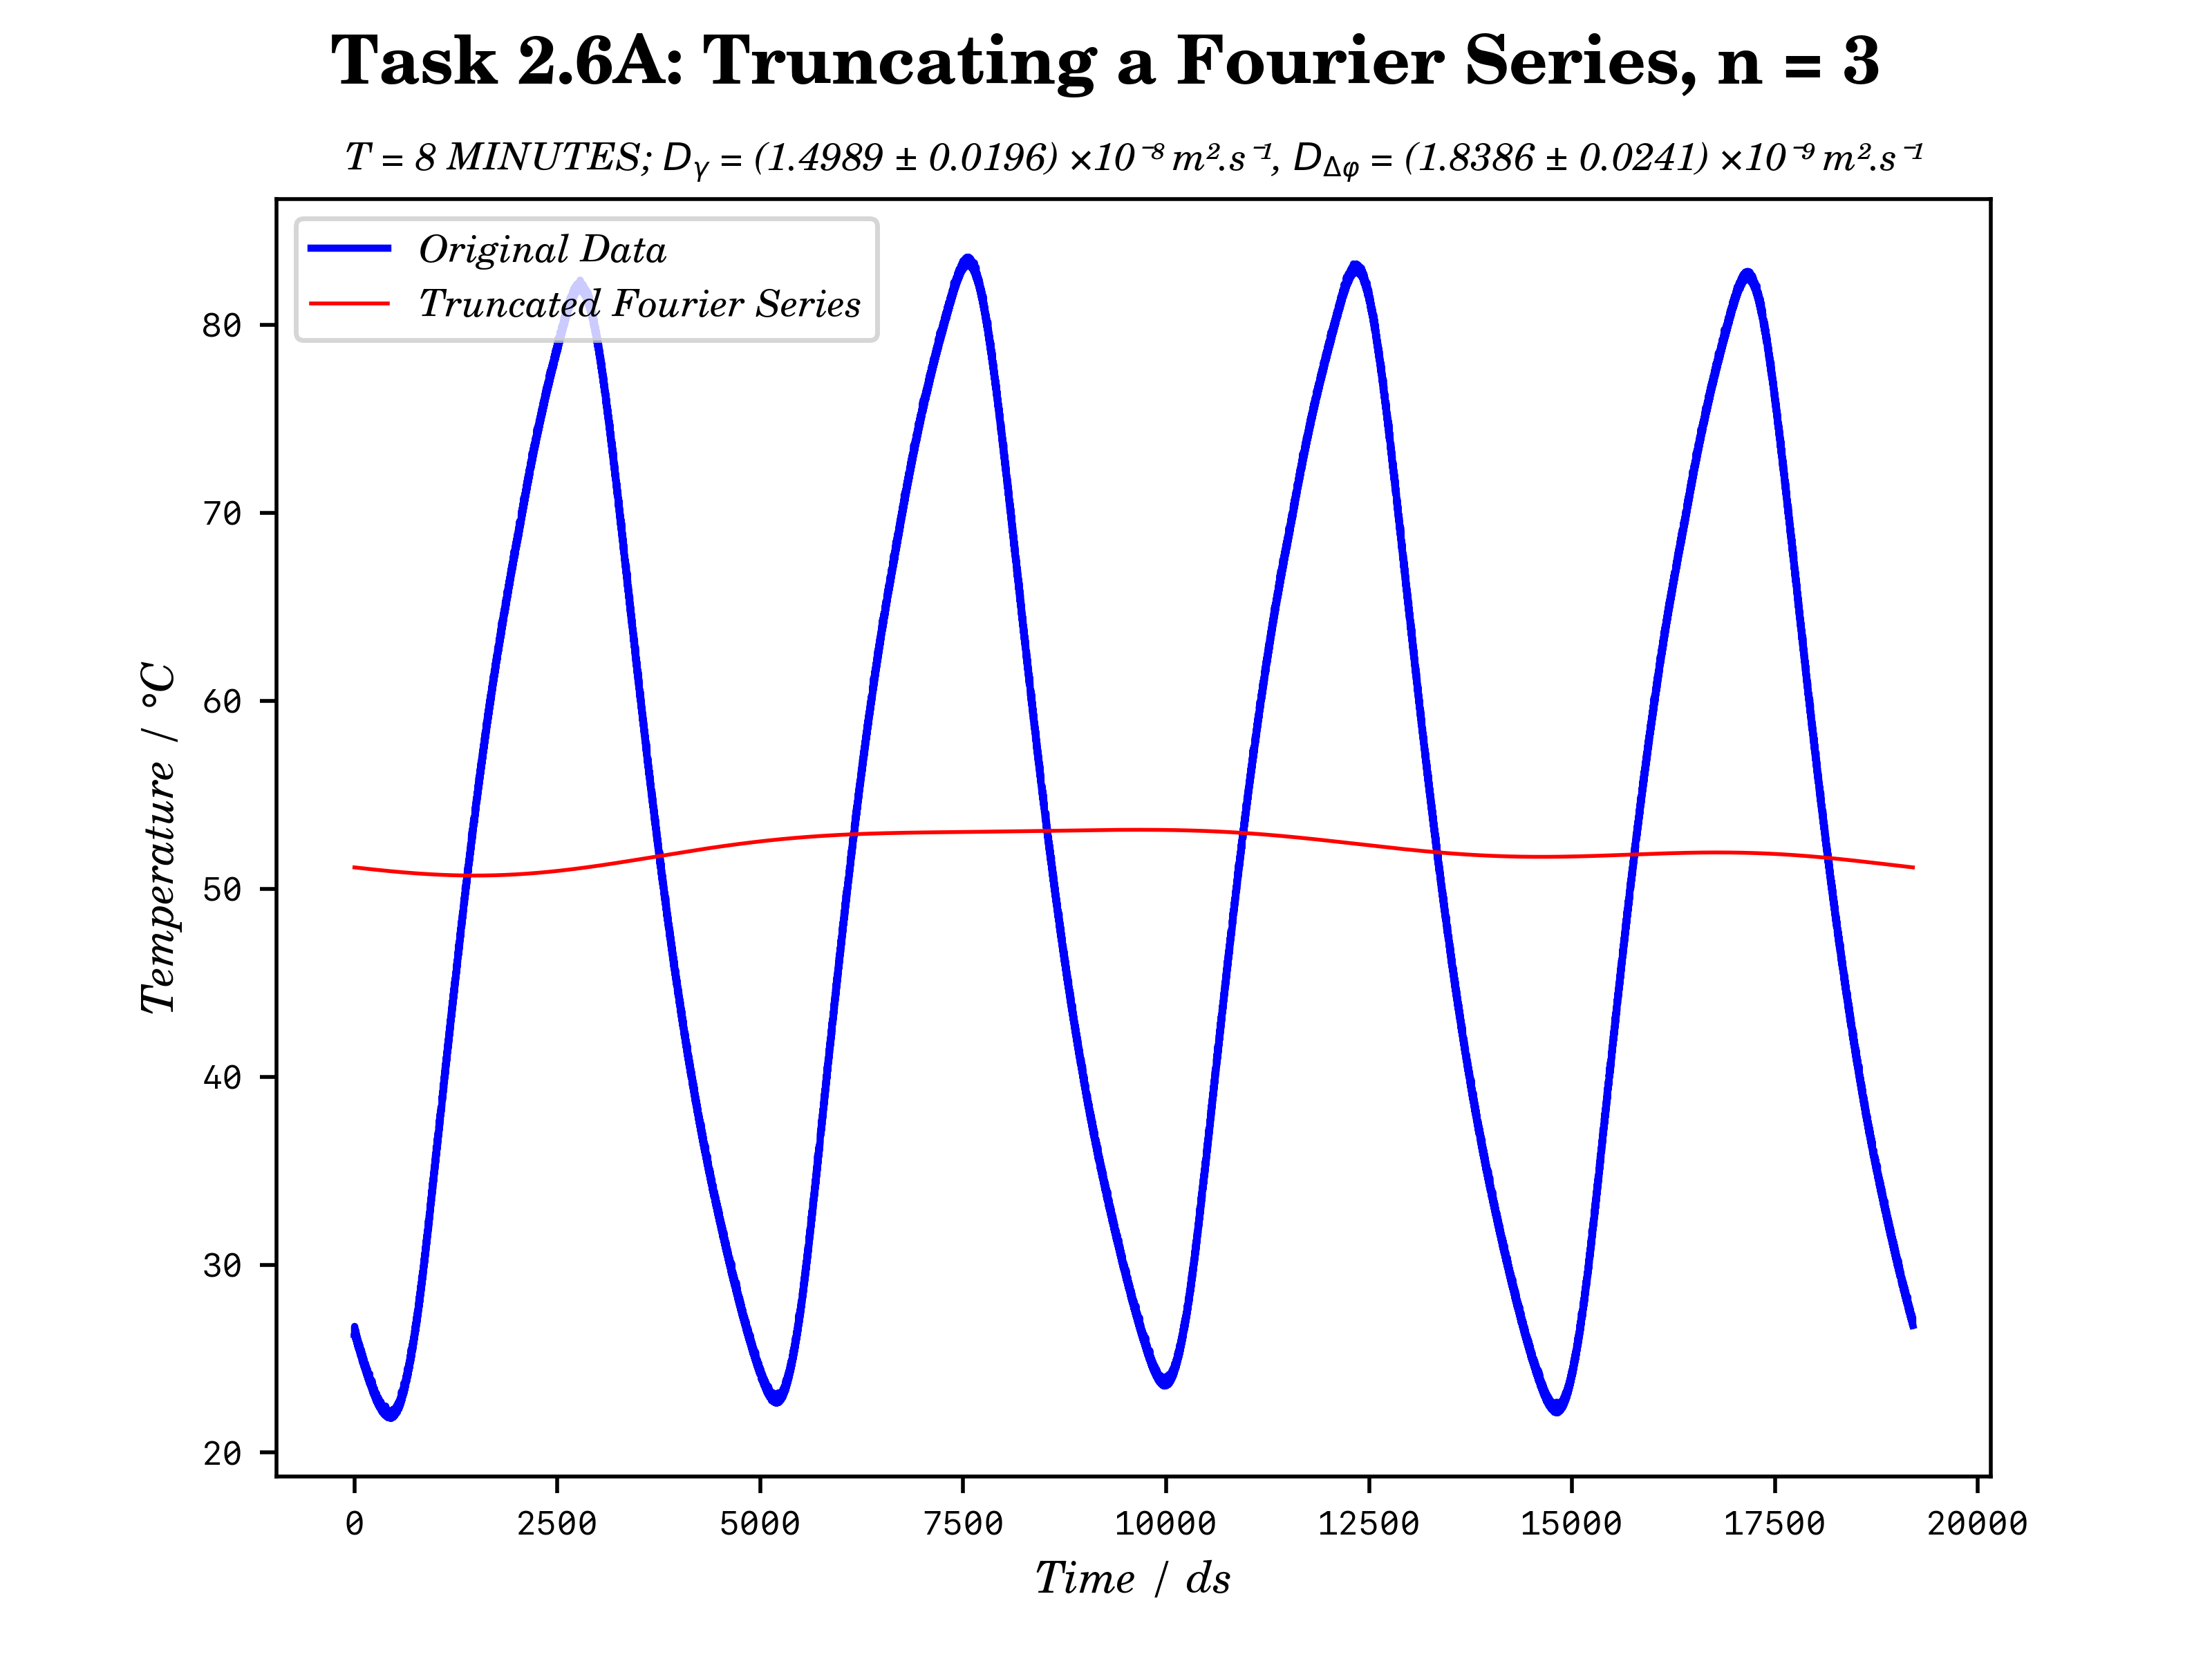 Task 2.6A: Truncating a Fourier Series, n = 3
T = 8 MINUTES; Dᵧ = (1.4989 ± 0.0196) ×10⁻⁸ m².s⁻¹, D_Δφ = (1.8386 ± 0.0241) ×10⁻⁹ m².s⁻¹
Original Data
Truncated Fourier Series
80
70
60
50
40
30
20
Temperature / °C
0 2500 5000 7500 10000 12500 15000 17500 20000
Time / ds